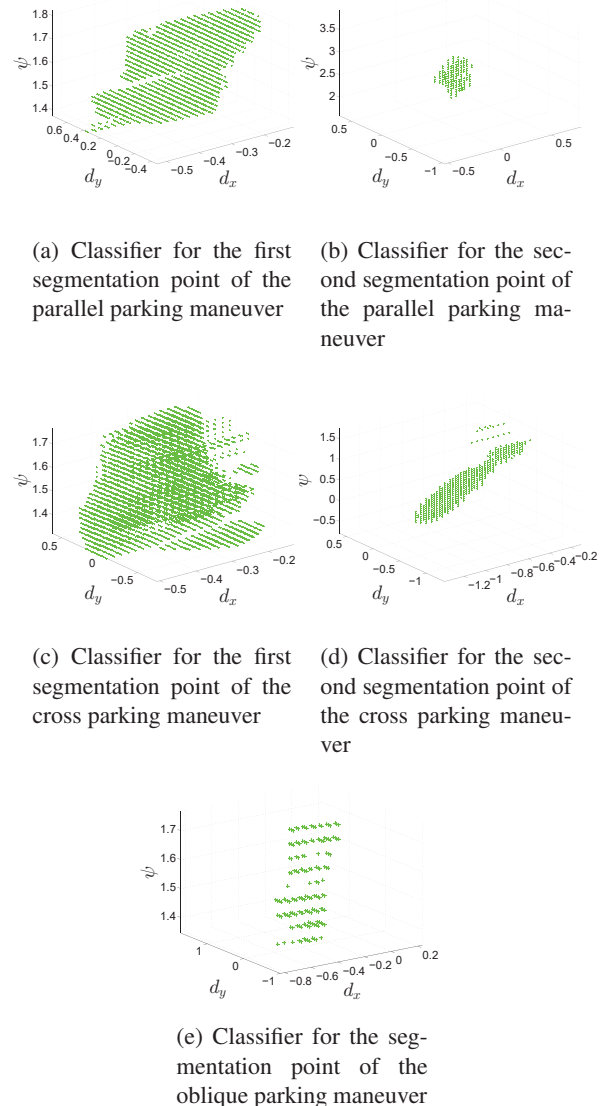 1.8
1.7
1.6
1.5
1.4
ψ
0.6
0.4
0.2
0
−0.2
−0.4
d_y
−0.5
−0.4
−0.3
−0.2
d_x
3.5
3
2.5
2
ψ
0.5
0
−0.5
−1
d_y
−0.5
0
0.5
d_x
(a) Classifier for the first
segmentation point of the
parallel parking maneuver
(b) Classifier for the sec-
ond segmentation point of
the parallel parking ma-
neuver
1.7
1.6
1.5
1.4
ψ
0.5
0
−0.5
d_y
−0.5
−0.4
−0.3
−0.2
d_x
1.5
1
0.5
0
−0.5
ψ
0.5
0
−0.5
−1
d_y
−1.2
−1
−0.8
−0.6
−0.4
−0.2
d_x
(c) Classifier for the first
segmentation point of the
cross parking maneuver
(d) Classifier for the sec-
ond segmentation point of
the cross parking maneu-
ver
1.7
1.6
1.5
1.4
ψ
1
0
−1
d_y
−0.8
−0.6
−0.4
−0.2
0
0.2
d_x
(e) Classifier for the seg-
mentation point of the
oblique parking maneuver